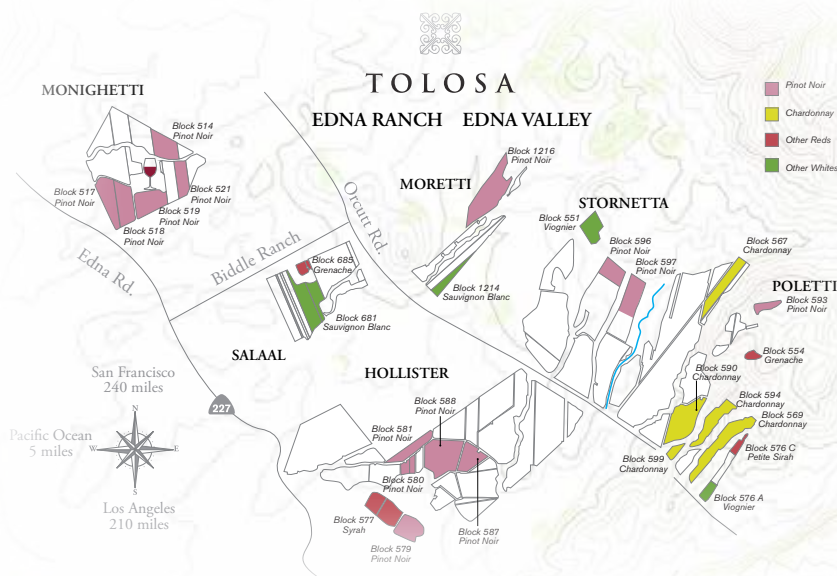 TOLOSA
EDNA RANCH EDNA VALLEY
Pinot Noir
Chardonnay
Other Reds
Other Whites
MONIGHETTI
Block 514
Pinot Noir
Block 517
Pinot Noir
Block 521
Pinot Noir
Block 519
Pinot Noir
Block 518
Pinot Noir
Edna Rd.
Biddle Ranch
Orcutt Rd.
MORETTI
Block 1216
Pinot Noir
Block 1214
Sauvignon Blanc
STORNETTA
Block 551
Viognier
Block 596
Pinot Noir
Block 597
Pinot Noir
Block 567
Chardonnay
POLETTI
Block 593
Pinot Noir
Block 554
Grenache
Block 590
Chardonnay
Block 594
Chardonnay
Block 569
Chardonnay
Block 599
Chardonnay
Block 576 C
Petite Sirah
Block 576 A
Viognier
SALAAL
Block 685
Grenache
Block 681
Sauvignon Blanc
HOLLISTER
Block 588
Pinot Noir
Block 581
Pinot Noir
Block 580
Pinot Noir
Block 577
Syrah
Block 579
Pinot Noir
Block 587
Pinot Noir
227
San Francisco
240 miles
N
W
E
S
Pacific Ocean
5 miles
Los Angeles
210 miles